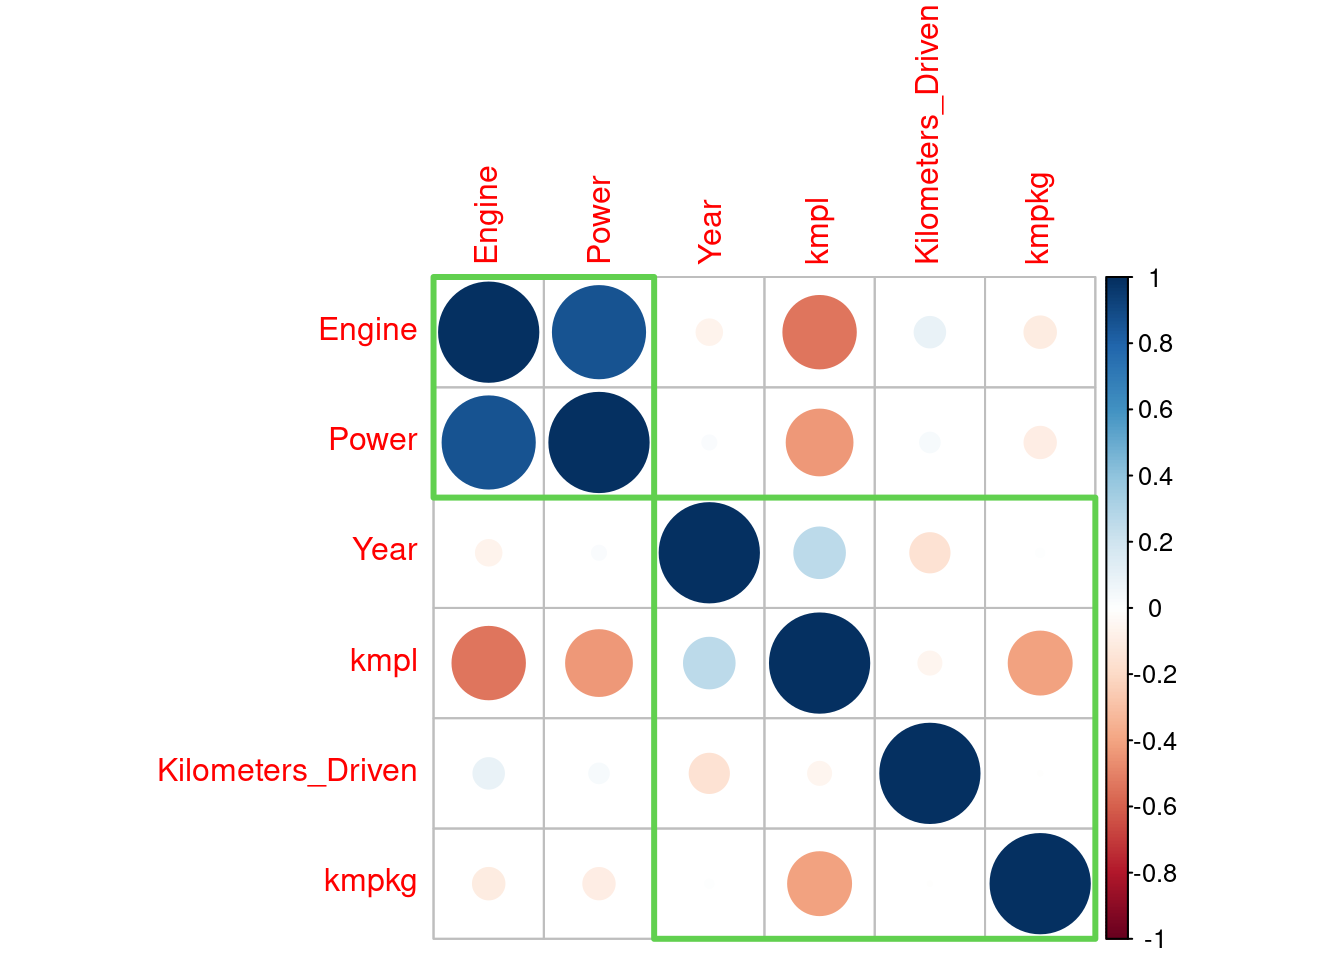 Engine
Power
Year
kmpl
Kilometers_Driven
kmpkg
Engine
Power
Year
kmpl
Kilometers_Driven
kmpkg
1
0.8
0.6
0.4
0.2
0
-0.2
-0.4
-0.6
-0.8
-1